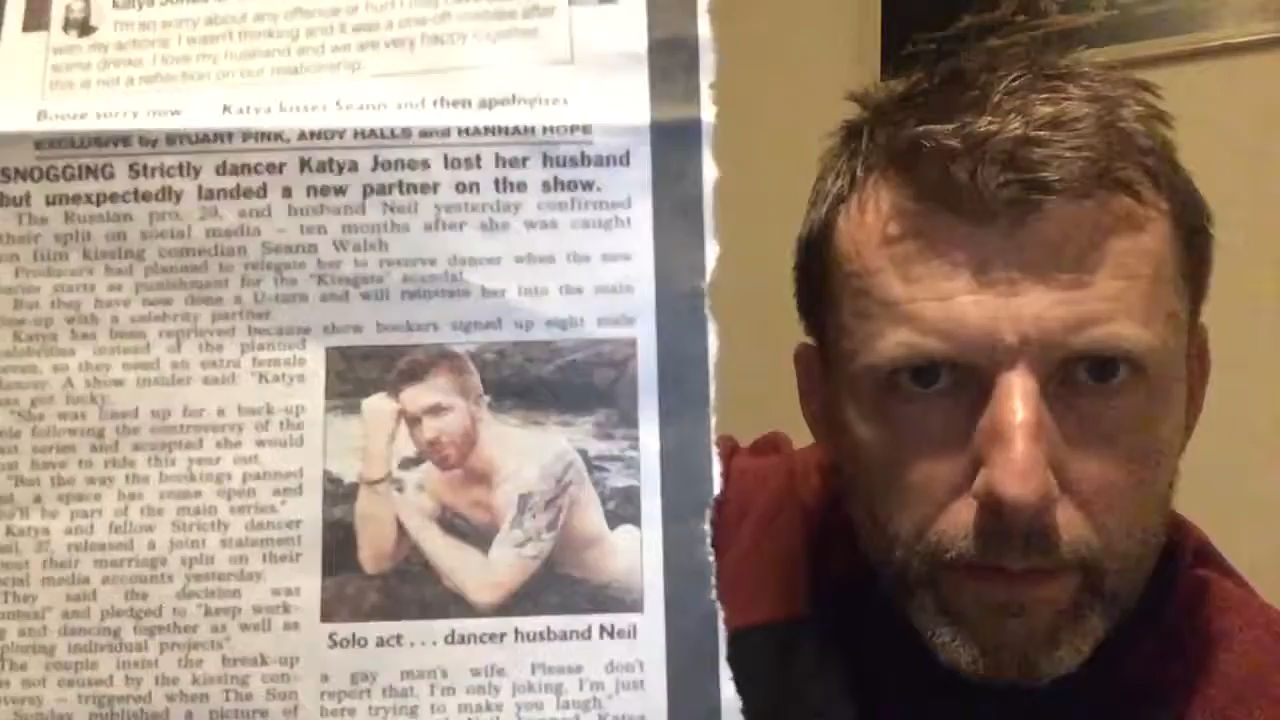 Katya Jones
I'm so sorry about any offence or hurt I may have
with my actions. I wasn't thinking and it was a one-off mistake after
some drinks. I love my husband and we are very happy together.
this is not a reflection on our relationship.
Booze sorry now
Katya kisses Seann and then apologises
EXCLUSIVE by STUART PINK, ANDY HALLS and HANNAH HOPE
SNOGGING Strictly dancer Katya Jones lost her husband
but unexpectedly landed a new partner on the show.
The Russian pro, 29, and husband Neil yesterday confirmed
their split on social media – ten months after she was caught
on film kissing comedian Seann Walsh
Producers had planned to relegate her to reserve dancer when the new
series starts as punishment for the "Kissgate" scandal.
But they have now done a U-turn and will reinstate her into the main
line-up with a celebrity partner
Katya has been reprieved because show bookers signed up eight male
celebrities instead of the planned
seven, so they need an extra female
dancer. A show insider said: "Katya
has got lucky.
"She was lined up for a back-up
role following the controversy of the
last series and accepted she would
just have to ride this year out.
"But the way the bookings panned
out, a space has come open and
she'll be part of the main series."
Katya and fellow Strictly dancer
Neil, 37, released a joint statement
about their marriage split on their
social media accounts yesterday.
They said the decision was
"mutual" and pledged to "keep work-
ing and dancing together as well as
exploring individual projects".
The couple insist the break-up
was not caused by the kissing con-
troversy – triggered when The Sun
on Sunday published a picture of
Solo act . . . dancer husband Neil
a gay man's wife. Please don't
report that, I'm only joking. I'm just
here trying to make you laugh."
Neil
Katya